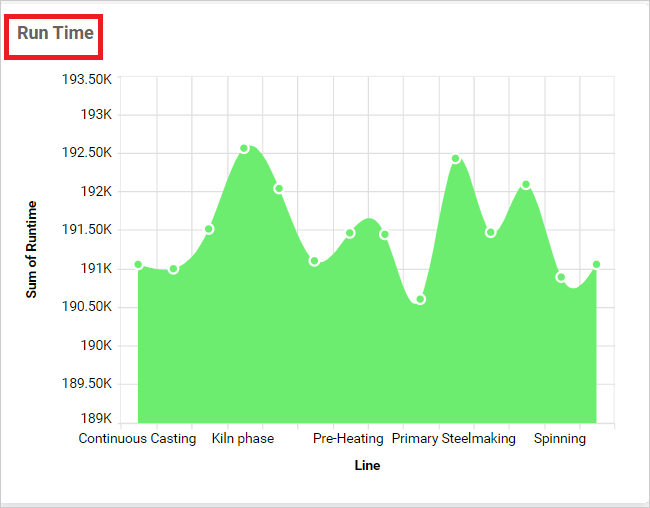 Run Time
193.50K
193K
192.50K
192K
191.50K
191K
190.50K
190K
189.50K
189K
Sum of Runtime
Continuous Casting Kiln phase Pre-Heating Primary Steelmaking Spinning
Line